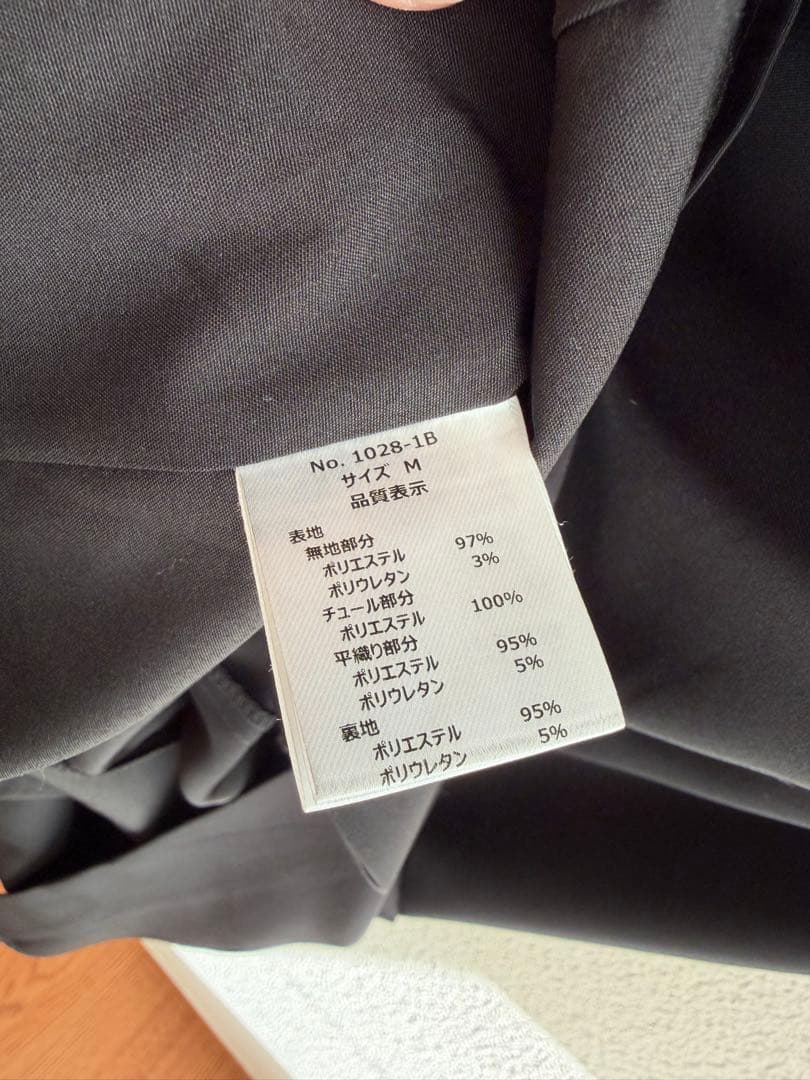 No. 1028-1B
サイズ M
品質表示
表地
無地部分
ポリエステル 97%
ポリウレタン 3%
チュール部分
ポリエステル 100%
平織り部分
ポリエステル 95%
ポリウレタン 5%
裏地
ポリエステル 95%
ポリウレタン 5%